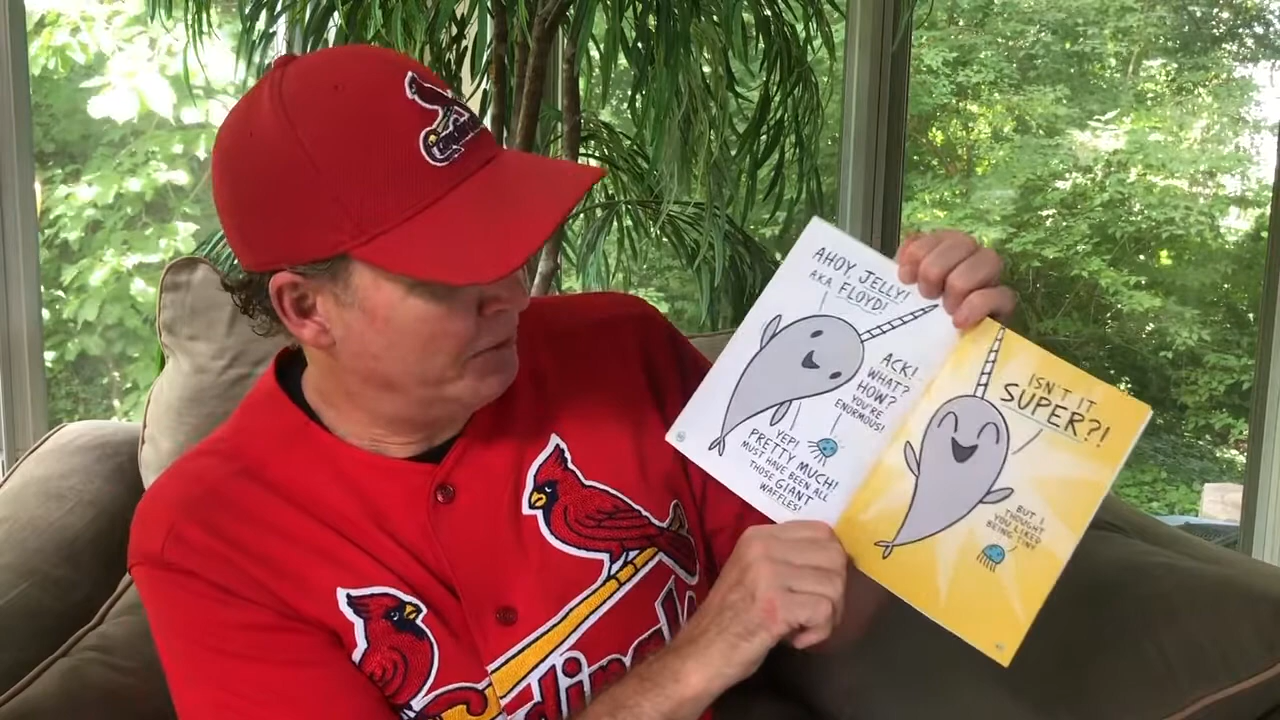 AHOY, JELLY!
AKA FLOYD!
ACK!
WHAT?
HOW?
YOU'RE
ENORMOUS!
YEP!
PRETTY MUCH!
MUST HAVE BEEN ALL
THOSE GIANT
WAFFLES!
ISN'T IT
SUPER?!
BUT I
THOUGHT
YOU LIKED
BEING TINY
Cardinals